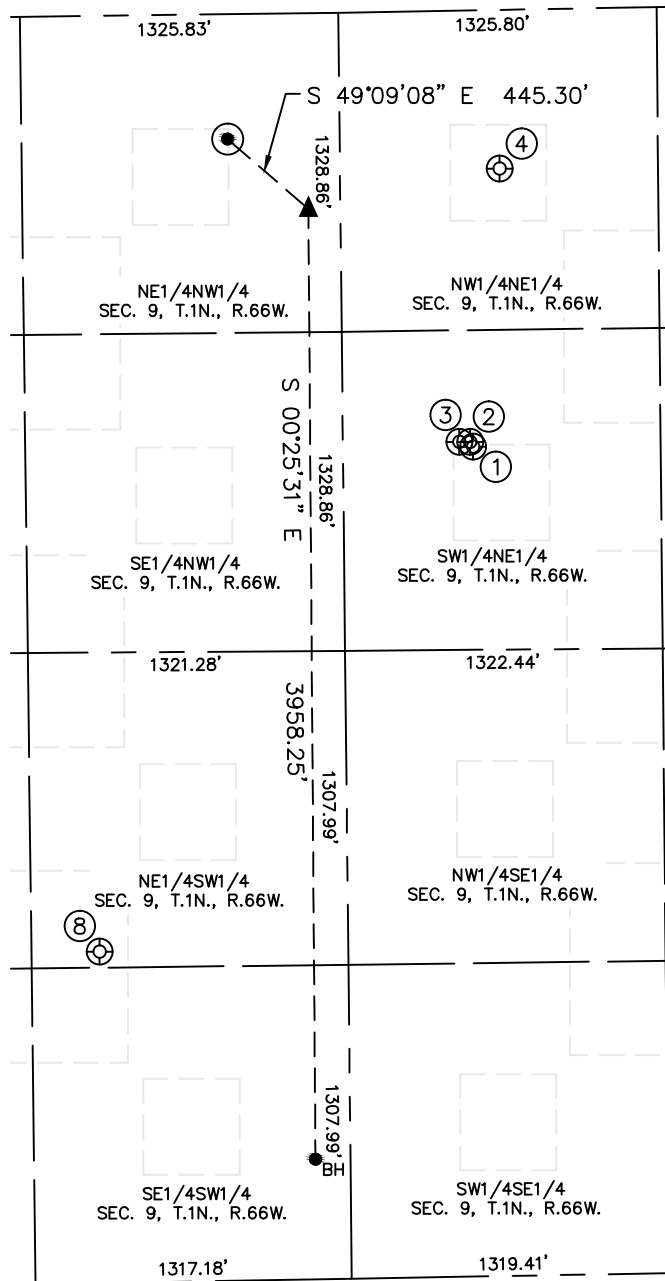 1325.83'
1325.80'
S 49°09'08" E 445.30'
4
1328.86'
NE1/4NW1/4
SEC. 9, T.1N., R.66W.
NW1/4NE1/4
SEC. 9, T.1N., R.66W.
S 00°25'31" E
3
2
1
1328.86'
SE1/4NW1/4
SEC. 9, T.1N., R.66W.
SW1/4NE1/4
SEC. 9, T.1N., R.66W.
1321.28'
1322.44'
3958.25'
1307.99'
NE1/4SW1/4
SEC. 9, T.1N., R.66W.
NW1/4SE1/4
SEC. 9, T.1N., R.66W.
8
1307.99'
BH
SE1/4SW1/4
SEC. 9, T.1N., R.66W.
SW1/4SE1/4
SEC. 9, T.1N., R.66W.
1317.18'
1319.41'